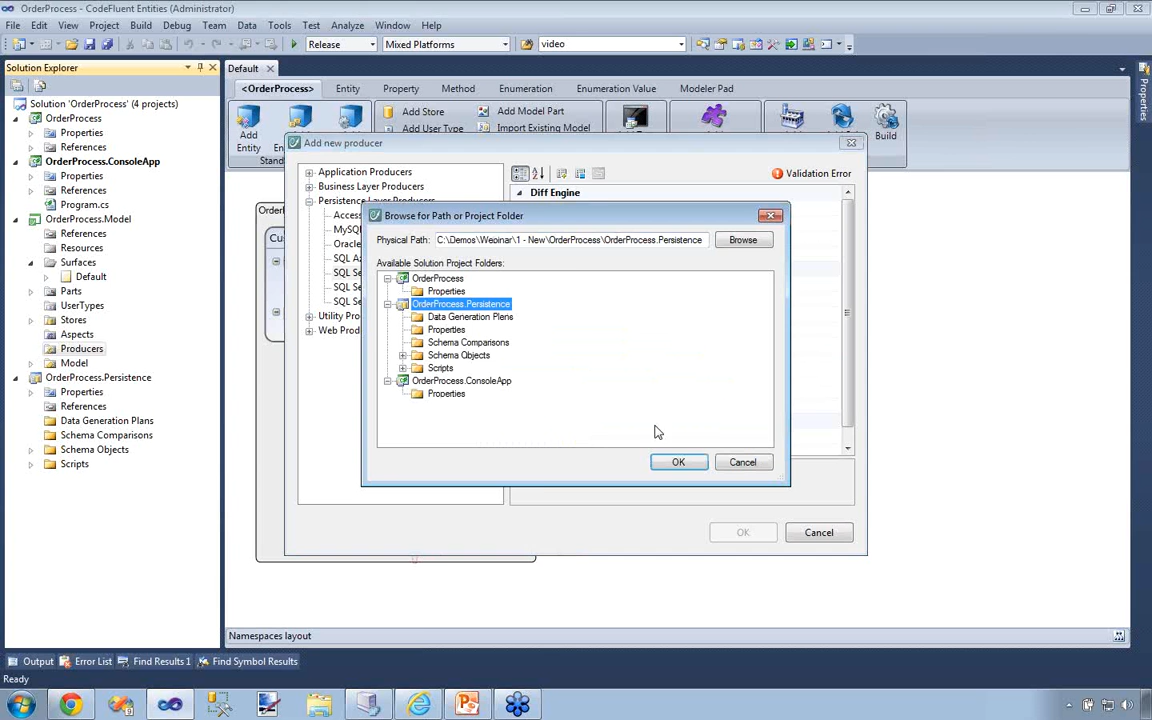 OrderProcess - CodeFluent Entities (Administrator)
File Edit View Project Build Debug Team Data Tools Test Analyze Window Help
Release Mixed Platforms video
Solution Explorer
Default
<OrderProcess> Entity Property Method Enumeration Enumeration Value Modeler Pad
Add Entity
Add Store
Add User Type
Add Model Part
Import Existing Model
Build
Properties
Solution 'OrderProcess' (4 projects)
OrderProcess
Properties
References
OrderProcess.ConsoleApp
Properties
References
Program.cs
OrderProcess.Model
References
Resources
Surfaces
Default
Parts
UserTypes
Stores
Aspects
Producers
Model
OrderProcess.Persistence
Properties
References
Data Generation Plans
Schema Comparisons
Schema Objects
Scripts
Add new producer
Application Producers
Business Layer Producers
Persistence Layer Producers
Validation Error
Diff Engine
Browse for Path or Project Folder
Physical Path: C:\Demos\Webinar\1 - New\OrderProcess\OrderProcess.Persistence Browse
Available Solution Project Folders:
OrderProcess
Properties
OrderProcess.Persistence
Data Generation Plans
Properties
Schema Comparisons
Schema Objects
Scripts
OrderProcess.ConsoleApp
Properties
OK Cancel
OK Cancel
Namespaces layout
Output Error List Find Results 1 Find Symbol Results
Ready